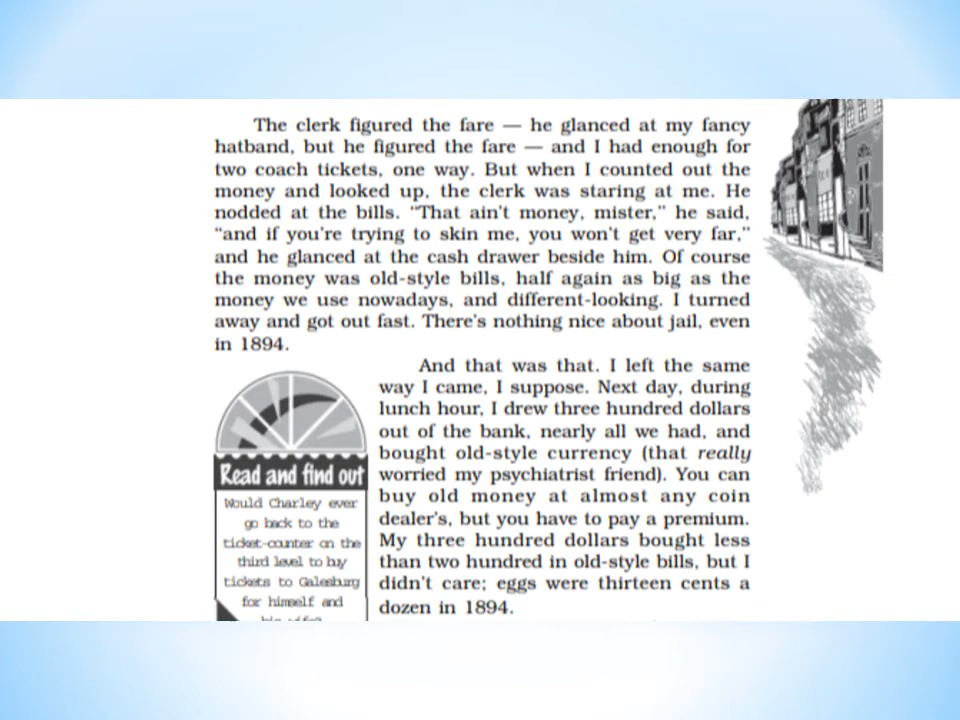 The clerk figured the fare — he glanced at my fancy
hatband, but he figured the fare — and I had enough for
two coach tickets, one way. But when I counted out the
money and looked up, the clerk was staring at me. He
nodded at the bills. “That ain’t money, mister,” he said,
“and if you’re trying to skin me, you won’t get very far,”
and he glanced at the cash drawer beside him. Of course
the money was old-style bills, half again as big as the
money we use nowadays, and different-looking. I turned
away and got out fast. There’s nothing nice about jail, even
in 1894.
And that was that. I left the same
way I came, I suppose. Next day, during
lunch hour, I drew three hundred dollars
out of the bank, nearly all we had, and
bought old-style currency (that really
worried my psychiatrist friend). You can
buy old money at almost any coin
dealer’s, but you have to pay a premium.
My three hundred dollars bought less
than two hundred in old-style bills, but I
didn’t care; eggs were thirteen cents a
dozen in 1894.
Read and find out
Would Charley ever
go back to the
ticket-counter on the
third level to buy
tickets to Galesburg
for himself and